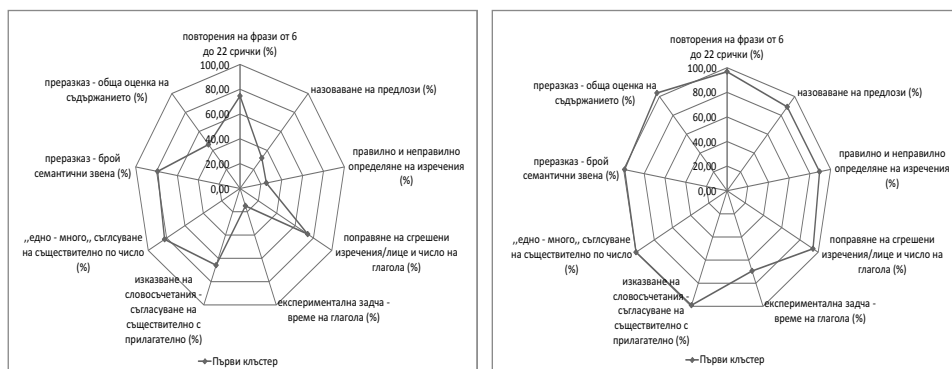 повторения на фрази от 6
до 22 срички (%)
100,00
80,00
60,00
40,00
20,00
0,00
назоваване на предлози (%)
правилно и неправилно
определяне на изречения
(%)
поправяне на сгрешени
изречения/лице и число на
глагола (%)
експериментална задча -
време на глагола (%)
изказване на
словосъчетания -
съгласуване на
съществително с
прилагателно (%)
„едно - много„ съглсуване
на съществително по число
(%)
преразказ - брой
семантични звена (%)
преразказ - обща оценка на
съдържанието (%)
Първи клъстер
повторения на фрази от 6
до 22 срички (%)
100,00
80,00
60,00
40,00
20,00
0,00
назоваване на предлози (%)
правилно и неправилно
определяне на изречения
(%)
поправяне на сгрешени
изречения/лице и число на
глагола (%)
експериментална задча -
време на глагола (%)
изказване на
словосъчетания -
съгласуване на
съществително с
прилагателно (%)
„едно - много„ съглсуване
на съществително по число
(%)
преразказ - брой
семантични звена (%)
преразказ - обща оценка на
съдържанието (%)
Първи клъстер